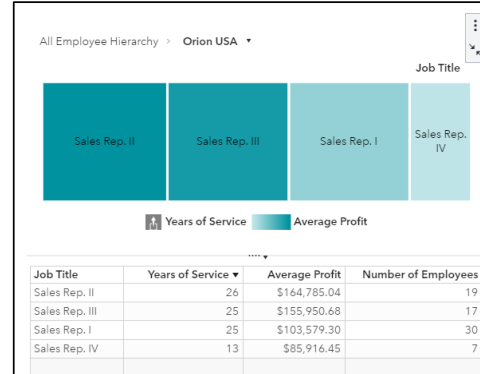 All Employee Hierarchy > Orion USA ▼
Job Title
Sales Rep. II Sales Rep. III Sales Rep. I Sales Rep.
IV
Years of Service Average Profit
Job Title Years of Service ▼ Average Profit Number of Employees
Sales Rep. II 26 $164,785.04 19
Sales Rep. III 25 $155,950.68 17
Sales Rep. I 25 $103,579.30 30
Sales Rep. IV 13 $85,916.45 7